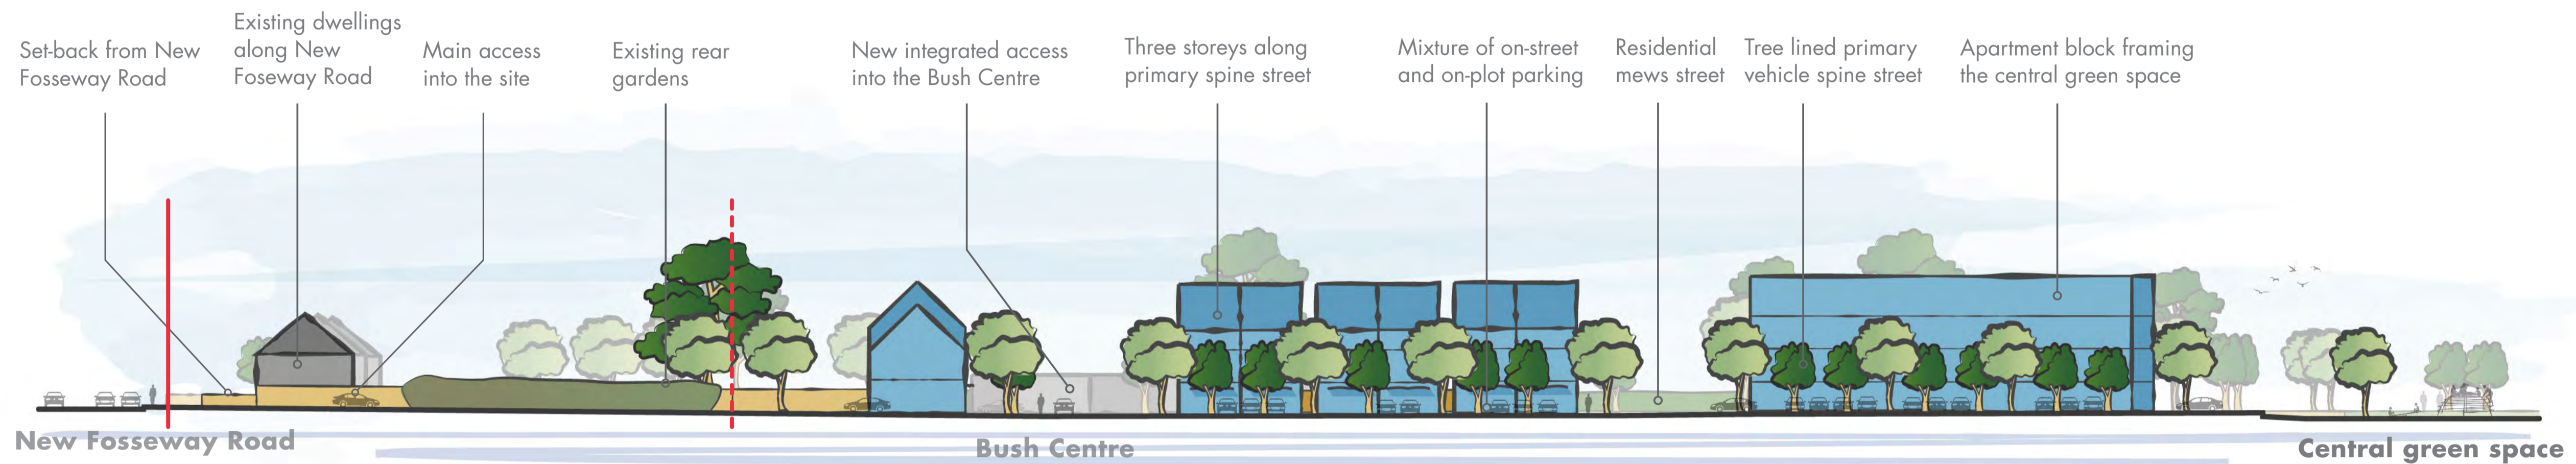 Set-back from New
Fosseway Road
Existing dwellings
along New
Foseway Road
Main access
into the site
Existing rear
gardens
New integrated access
into the Bush Centre
Three storeys along
primary spine street
Mixture of on-street
and on-plot parking
Residential
mews street
Tree lined primary
vehicle spine street
Apartment block framing
the central green space
New Fosseway Road
Bush Centre
Central green space